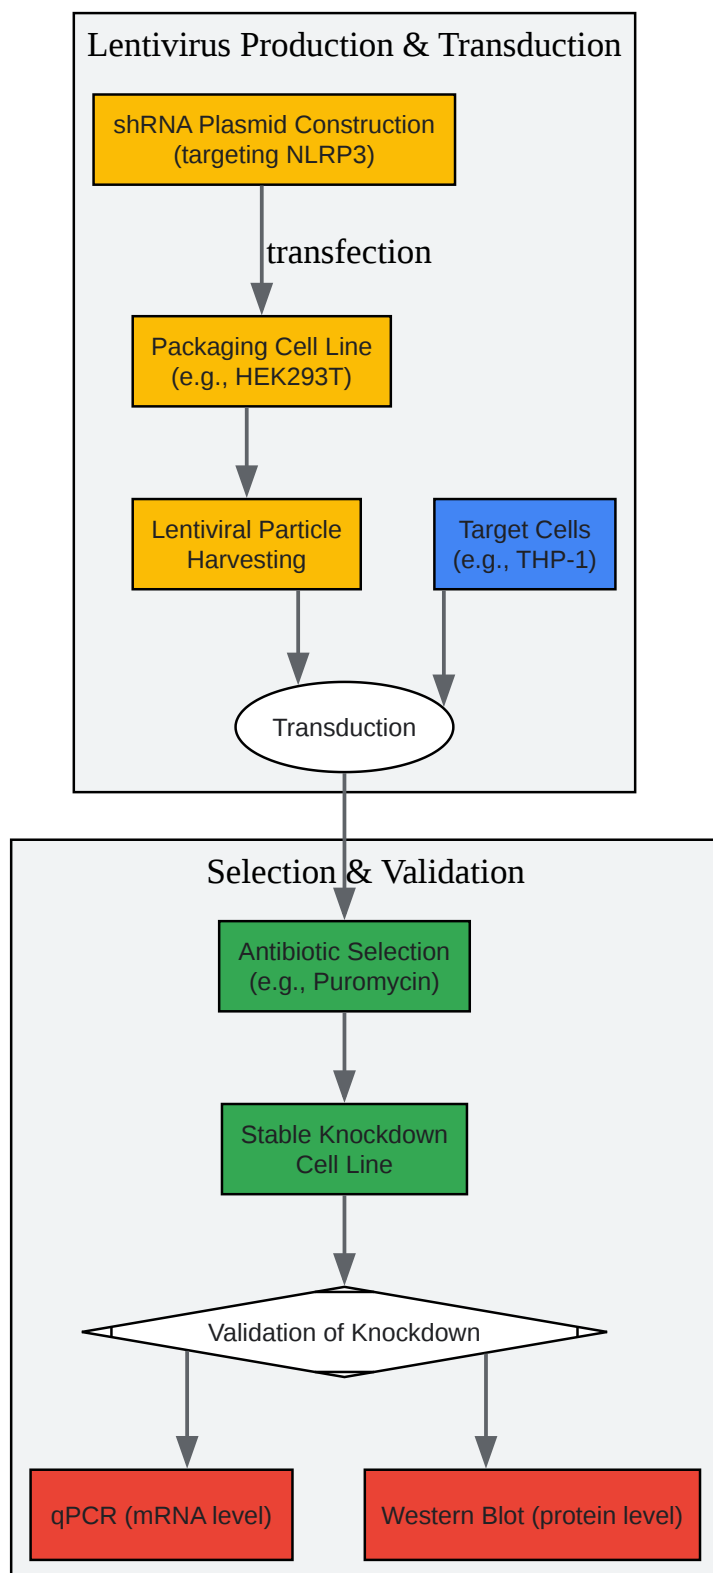 Lentivirus Production & Transduction
shRNA Plasmid Construction
(targeting NLRP3)
transfection
Packaging Cell Line
(e.g., HEK293T)
Lentiviral Particle
Harvesting
Target Cells
(e.g., THP-1)
Transduction
Selection & Validation
Antibiotic Selection
(e.g., Puromycin)
Stable Knockdown
Cell Line
Validation of Knockdown
qPCR (mRNA level)
Western Blot (protein level)